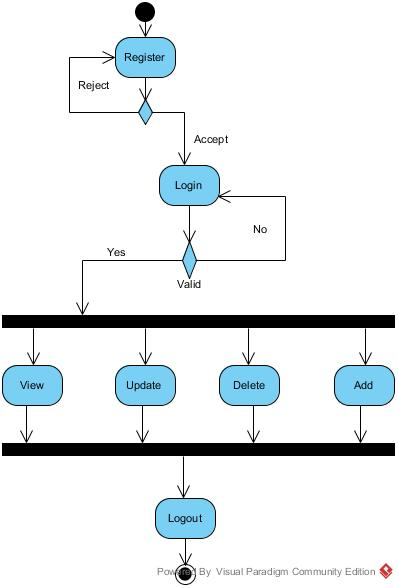 Register
Reject
Accept
Login
No
Yes
Valid
View
Update
Delete
Add
Logout
Powered By Visual Paradigm Community Edition